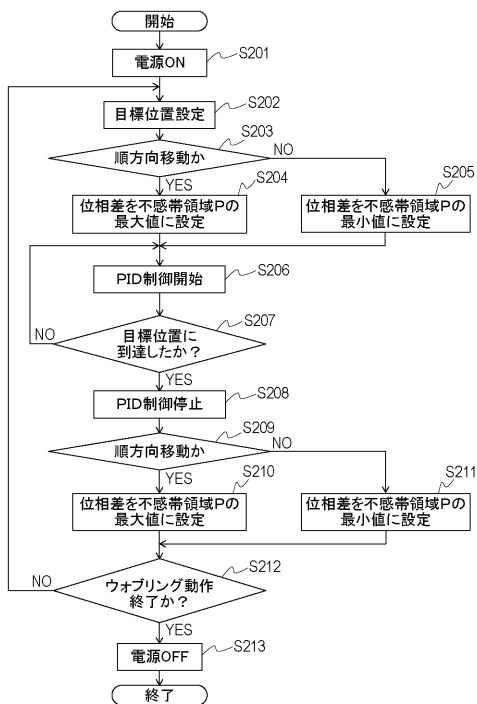 開始
電源ON
S201
目標位置設定
S202
順方向移動か
S203
NO
YES
位相差を不感帯領域Pの
最大値に設定
S204
位相差を不感帯領域Pの
最小値に設定
S205
PID制御開始
S206
目標位置に
到達したか?
S207
NO
YES
PID制御停止
S208
順方向移動か
S209
NO
YES
位相差を不感帯領域Pの
最大値に設定
S210
位相差を不感帯領域Pの
最小値に設定
S211
ウォブリング動作
終了か?
S212
NO
YES
電源OFF
S213
終了